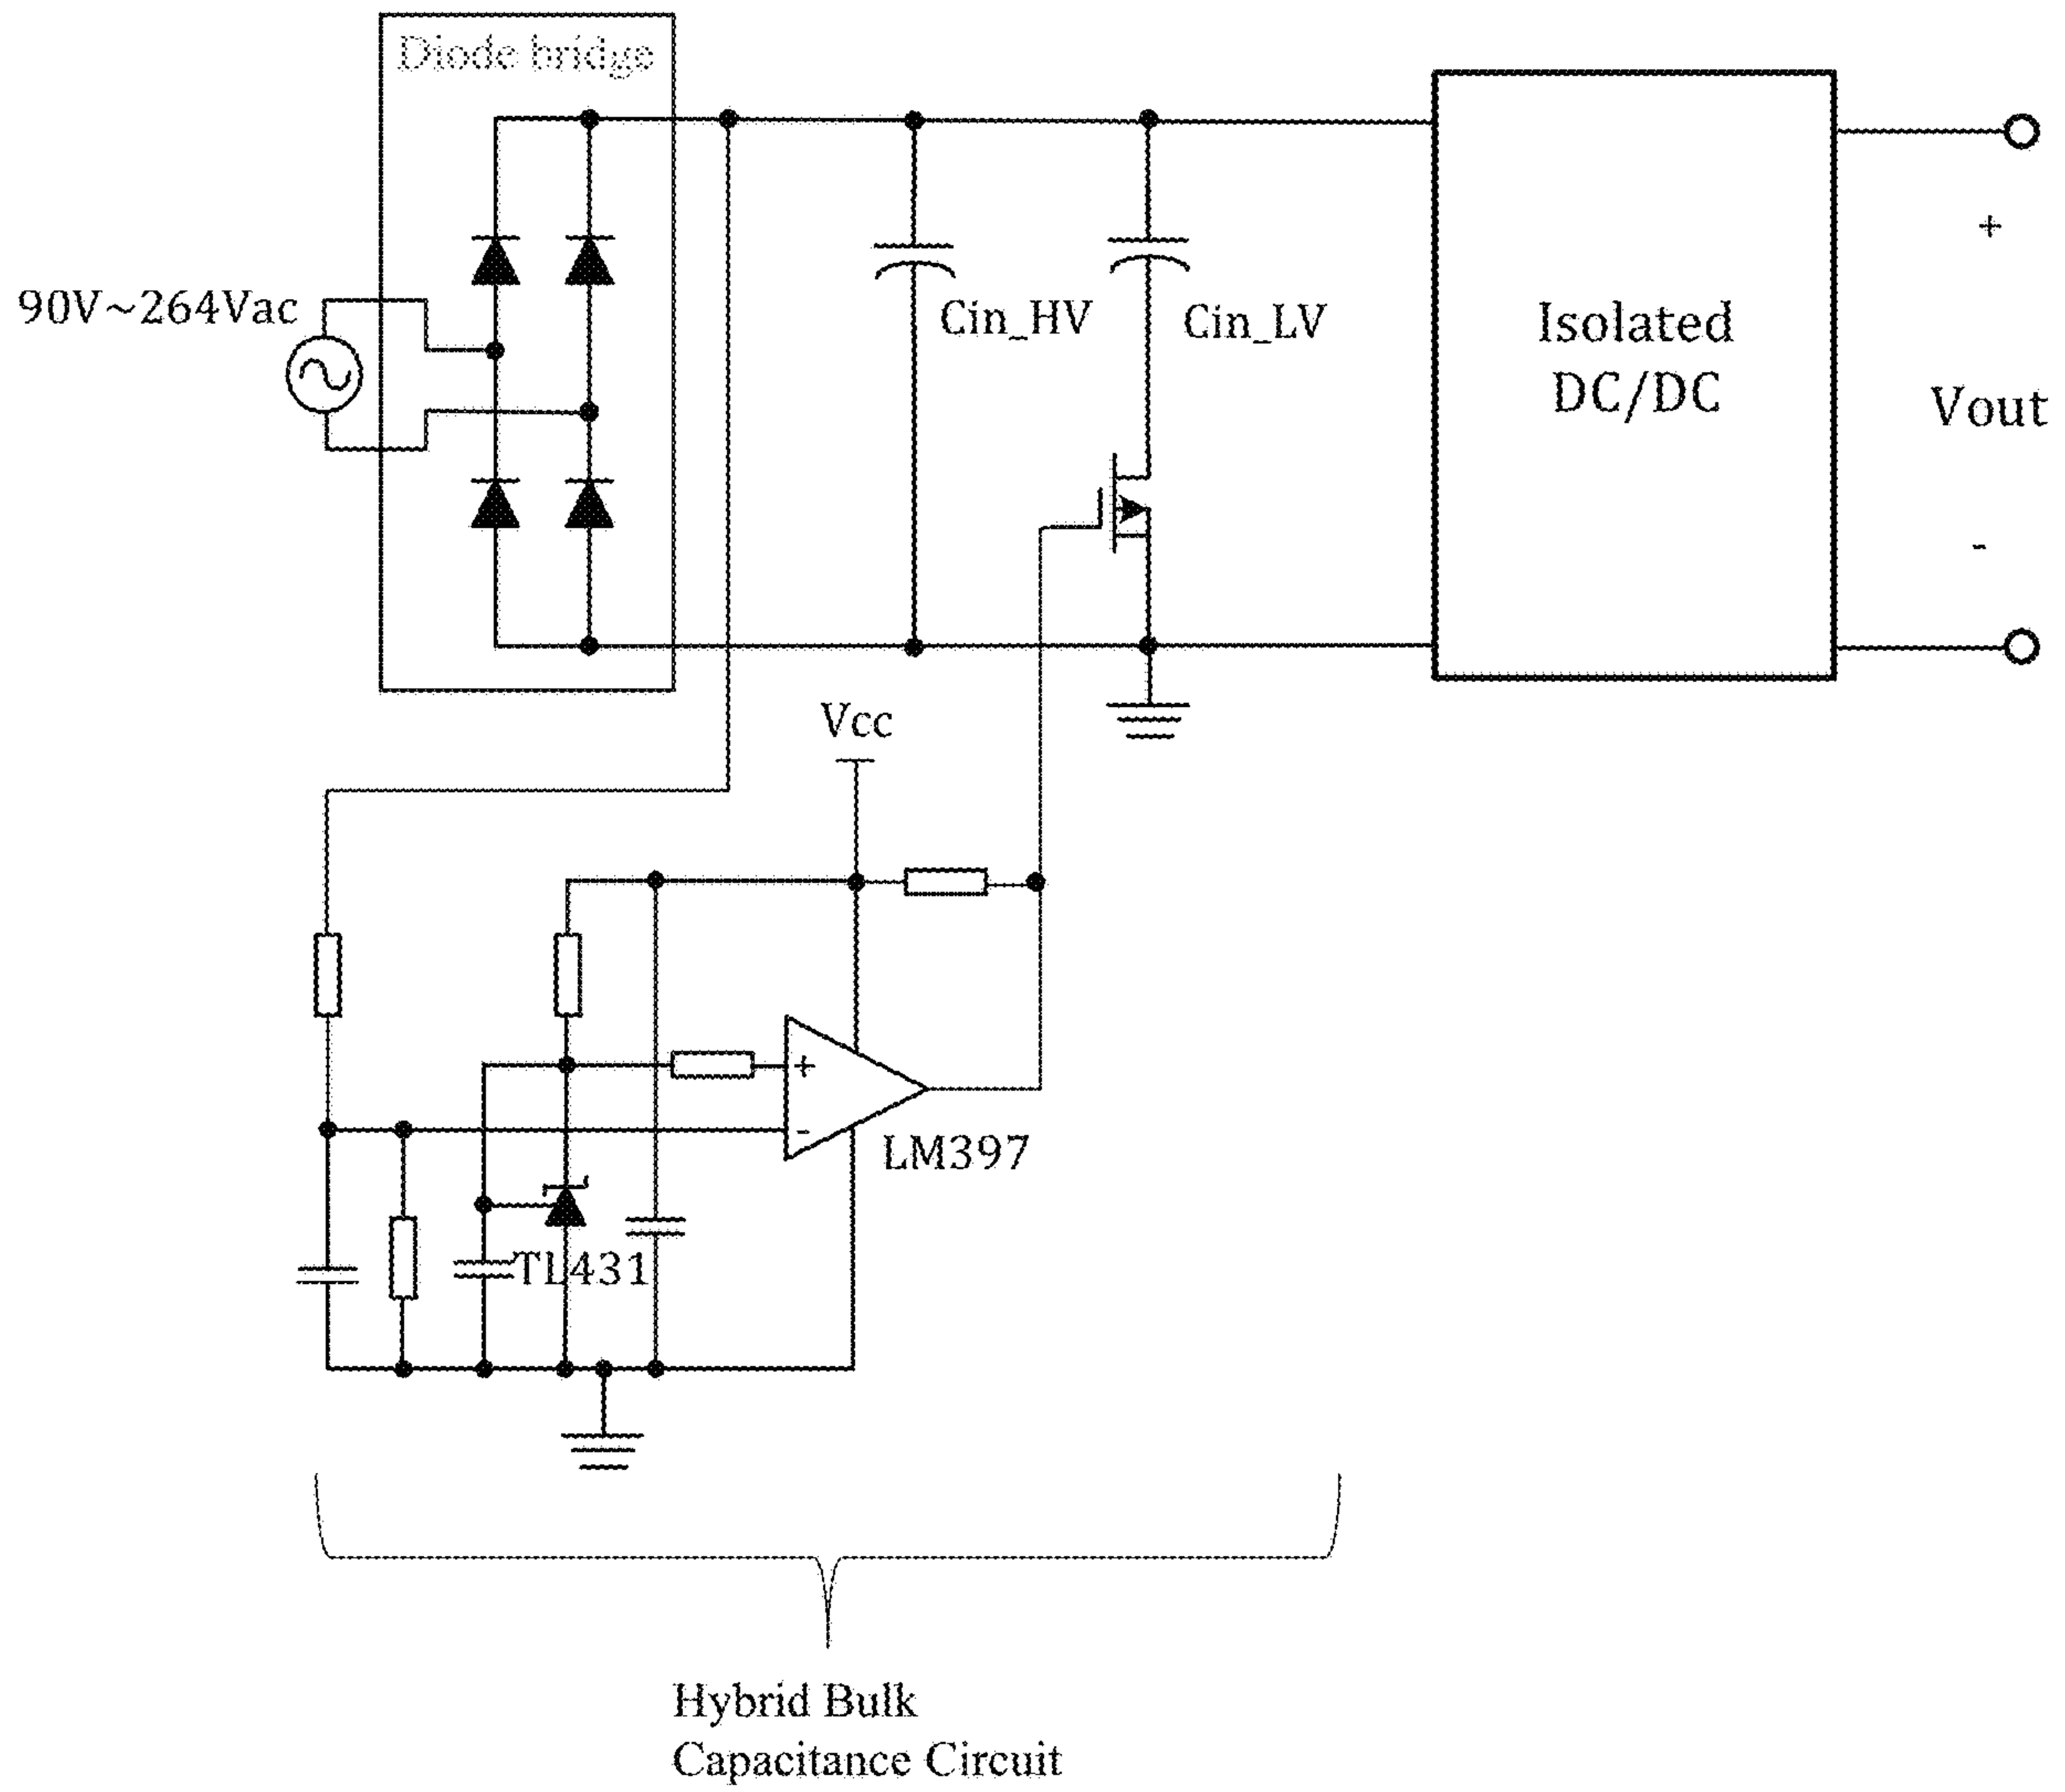 Diode bridge
90V~264Vac
Cin_HV
Cin_LV
Isolated
DC/DC
+
Vout
-
Vcc
+
-
LM397
TL431
Hybrid Bulk
Capacitance Circuit